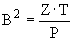 B² = Z·T/P